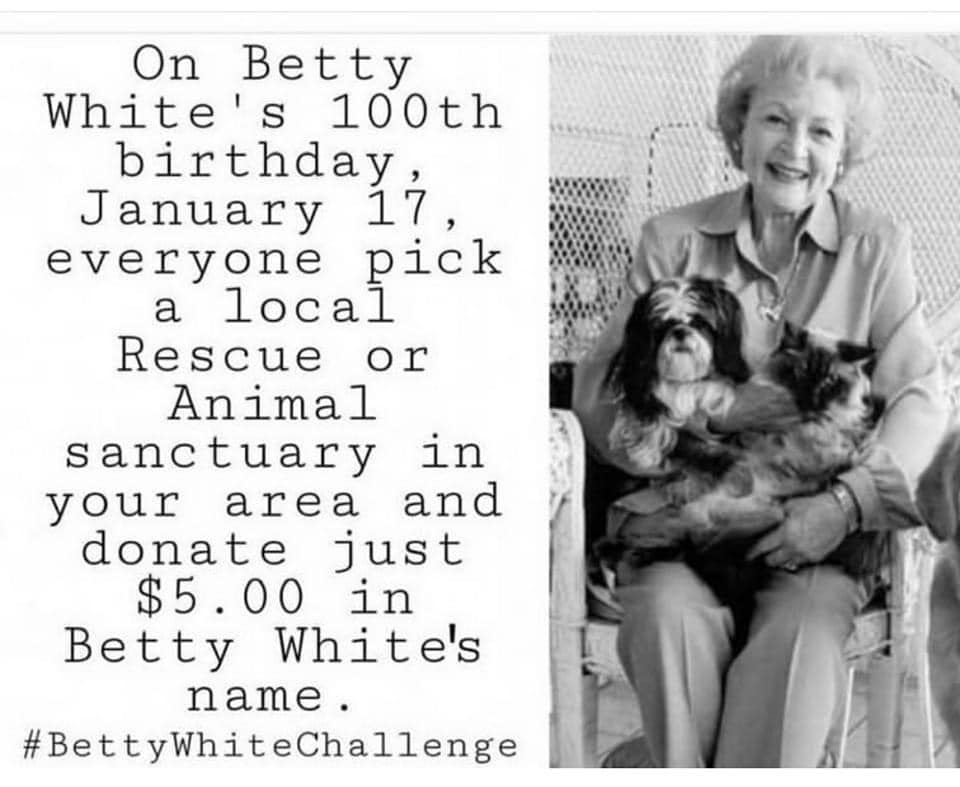 On Betty
White's 100th
birthday,
January 17,
everyone pick
a local
Rescue or
Animal
sanctuary in
your area and
donate just
$5.00 in
Betty White's
name.
#BettyWhiteChallenge